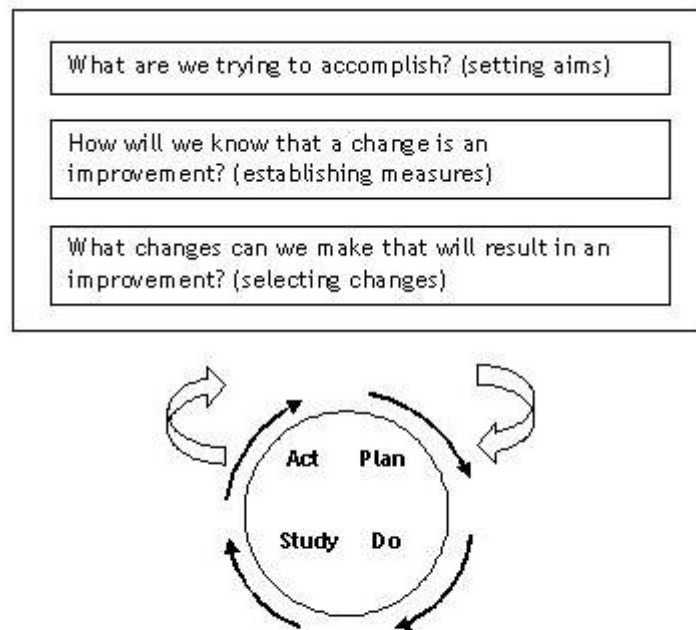 What are we trying to accomplish? (setting aims)
How will we know that a change is an
improvement? (establishing measures)
What changes can we make that will result in an
improvement? (selecting changes)
Act Plan
Study Do